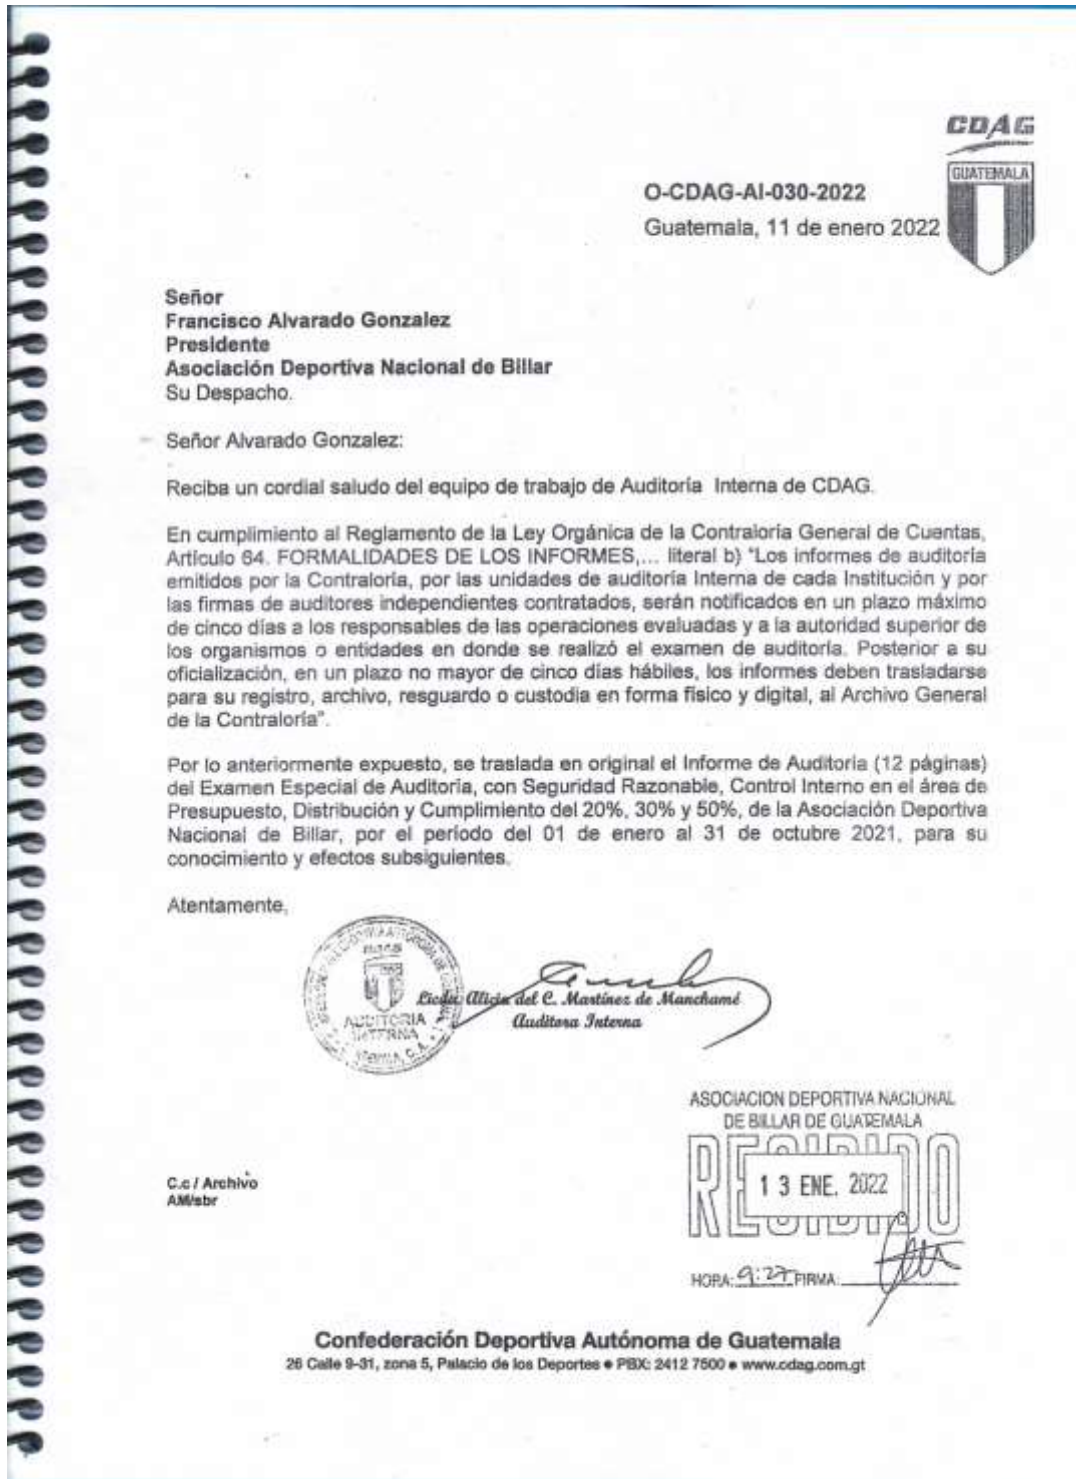 CDAG
GUATEMALA
O-CDAG-AI-030-2022
Guatemala, 11 de enero 2022
Señor
Francisco Alvarado Gonzalez
Presidente
Asociación Deportiva Nacional de Billar
Su Despacho.
Señor Alvarado Gonzalez:
Reciba un cordial saludo del equipo de trabajo de Auditoría Interna de CDAG.
En cumplimiento al Reglamento de la Ley Orgánica de la Contraloría General de Cuentas,
Artículo 64. FORMALIDADES DE LOS INFORMES,... literal b) "Los informes de auditoría
emitidos por la Contraloría, por las unidades de auditoría Interna de cada Institución y por
las firmas de auditores independientes contratados, serán notificados en un plazo máximo
de cinco días a los responsables de las operaciones evaluadas y a la autoridad superior de
los organismos o entidades en donde se realizó el examen de auditoría. Posterior a su
oficialización, en un plazo no mayor de cinco días hábiles, los informes deben trasladarse
para su registro, archivo, resguardo o custodia en forma físico y digital, al Archivo General
de la Contraloría".
Por lo anteriormente expuesto, se traslada en original el Informe de Auditoría (12 páginas)
del Examen Especial de Auditoría, con Seguridad Razonable, Control Interno en el área de
Presupuesto, Distribución y Cumplimiento del 20%, 30% y 50%, de la Asociación Deportiva
Nacional de Billar, por el período del 01 de enero al 31 de octubre 2021, para su
conocimiento y efectos subsiguientes.
Atentamente,
AUDITORIA
INTERNA
Licda. Alicia del C. Martínez de Manchamé
Auditora Interna
ASOCIACION DEPORTIVA NACIONAL
DE BILLAR DE GUATEMALA
RECIBIDO
13 ENE. 2022
HORA: 9:27 FIRMA:
C.c / Archivo
AM/sbr
Confederación Deportiva Autónoma de Guatemala
26 Calle 9-31, zona 5, Palacio de los Deportes • PBX: 2412 7500 • www.cdag.com.gt